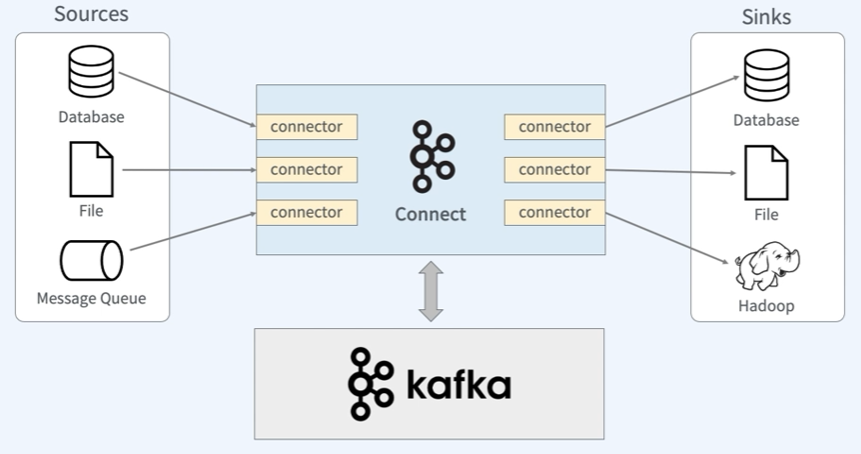 Sources
Sinks
Database
File
Message Queue
connector
connector
connector
Connect
connector
connector
connector
Database
File
Hadoop
kafka